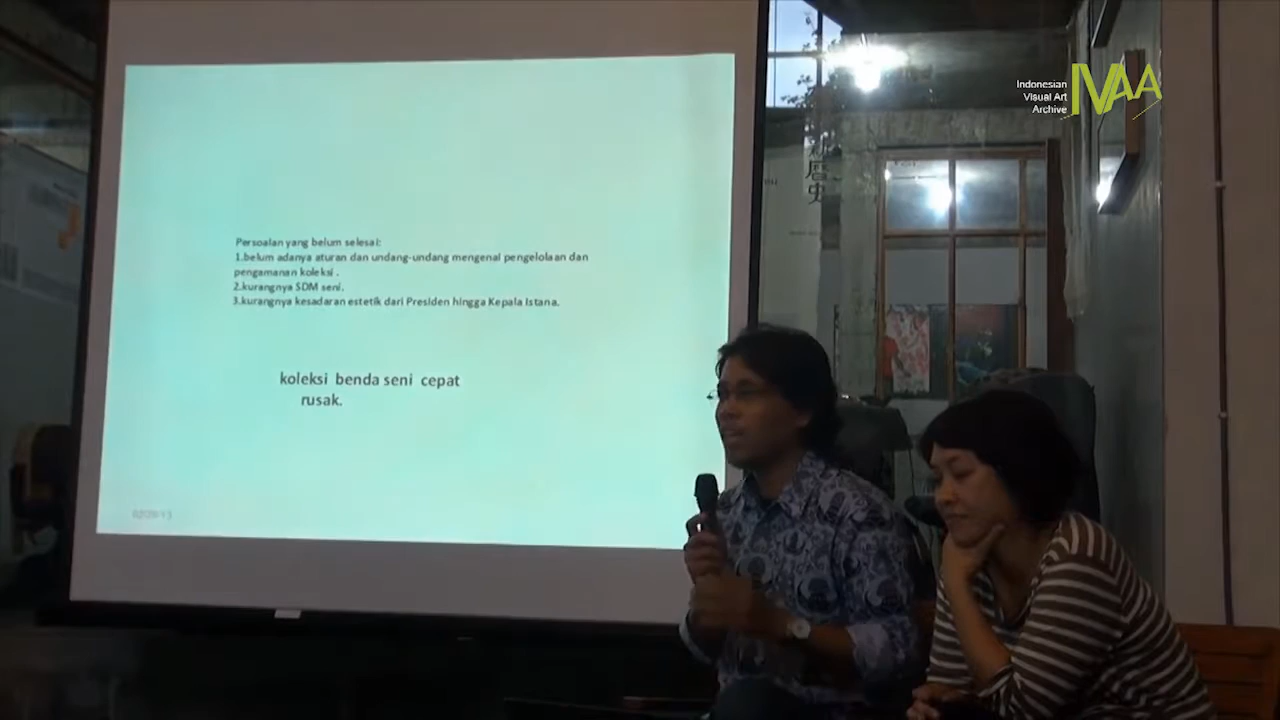 Indonesian
Visual Art
Archive
IVAA
Persoalan yang belum selesai:
1.belum adanya aturan dan undang-undang mengenai pengelolaan dan
pengamanan koleksi .
2.kurangnya SDM seni.
3.kurangnya kesadaran estetik dari Presiden hingga Kepala Istana.
koleksi benda seni cepat
rusak.
曆
史